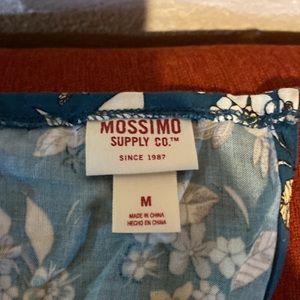 MOSSIMO
SUPPLY CO.™
SINCE 1987
M
MADE IN CHINA
HECHO EN CHINA